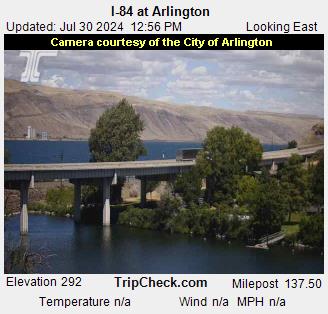 I-84 at Arlington
Updated: Jul 30 2024 12:56 PM Looking East
Camera courtesy of the City of Arlington
Elevation 292 TripCheck.com Milepost 137.50
Temperature n/a Wind n/a MPH n/a